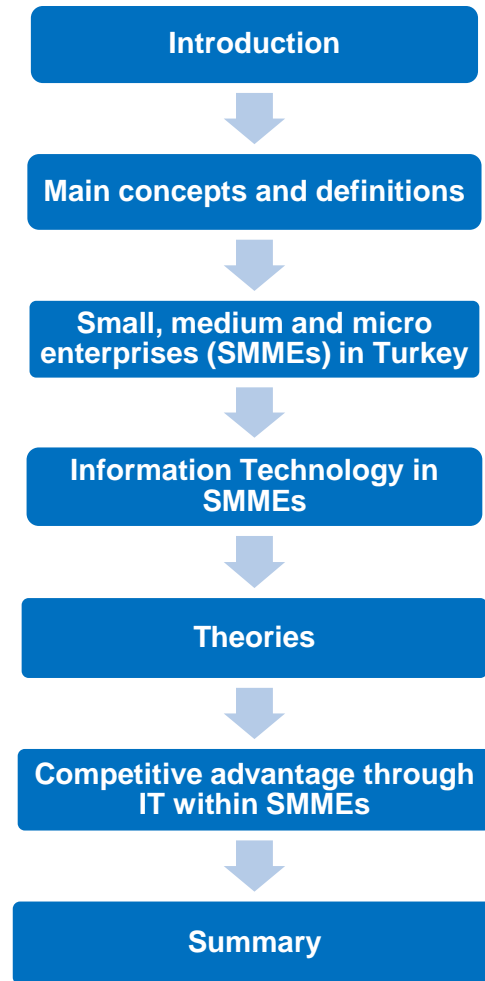 Introduction
Main concepts and definitions
Small, medium and micro
enterprises (SMMEs) in Turkey
Information Technology in
SMMEs
Theories
Competitive advantage through
IT within SMMEs
Summary